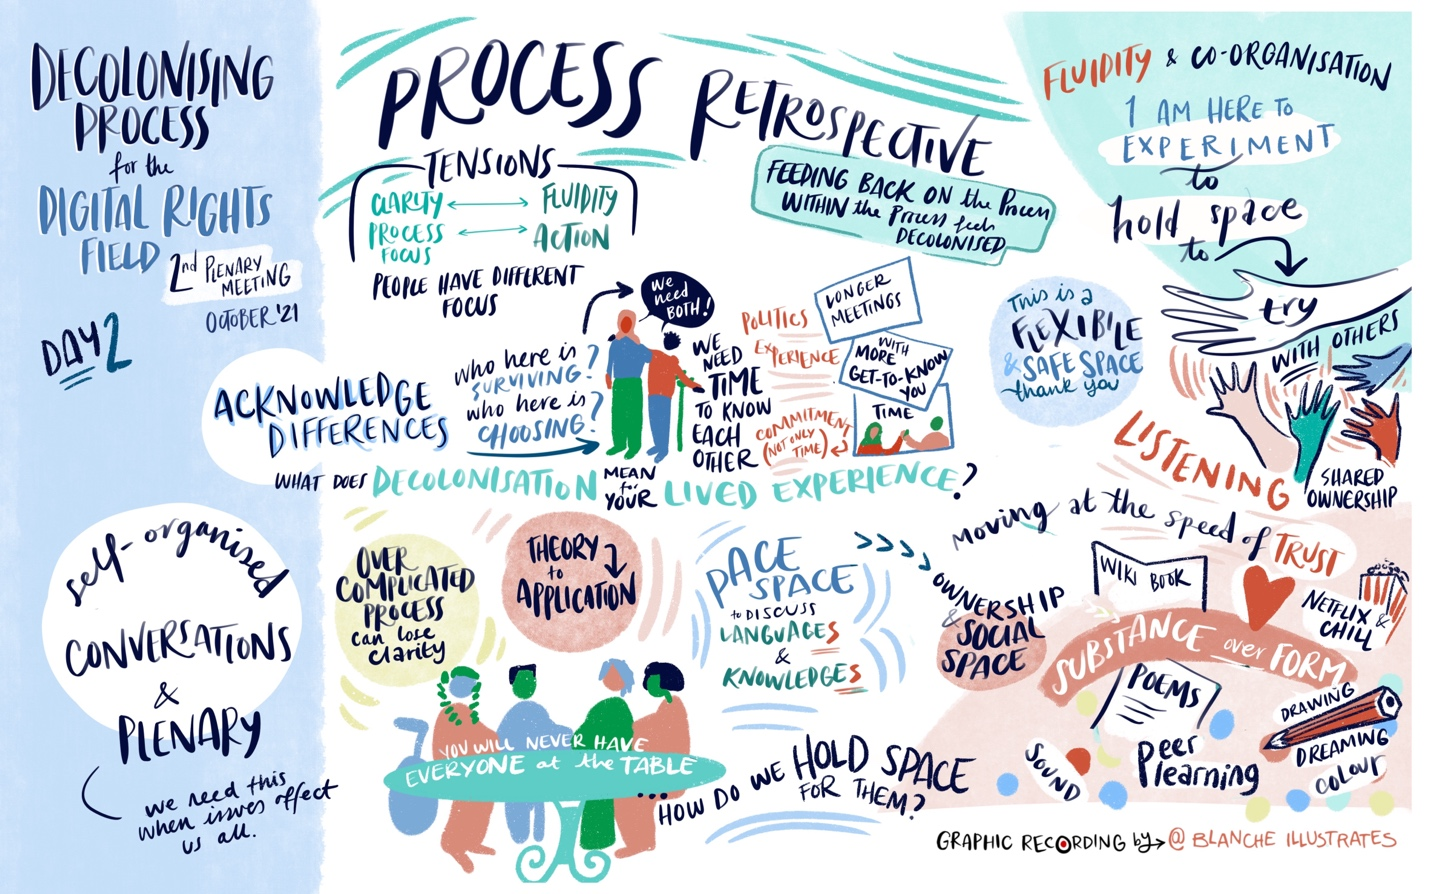 DECOLONISING
PROCESS
for the
DIGITAL RIGHTS
FIELD
2nd PLENARY
MEETING
OCTOBER '21
DAY 2
ACKNOWLEDGE
DIFFERENCES
self-organised
CONVERSATIONS
&
PLENARY
we need this
when issues affect
us all.
PROCESS RETROSPECTIVE
TENSIONS
CLARITY FLUIDITY
PROCESS FOCUS ACTION
PEOPLE HAVE DIFFERENT
FOCUS
FEEDING BACK ON the Process
WITHIN the Process feels
DECOLONISED
who here is
SURVIVING?
who here is
CHOOSING?
We
need
BOTH!
WE
NEED
TIME
TO KNOW
EACH
OTHER
POLITICS
EXPERIENCE
COMMITMENT
(NOT ONLY
TIME)
LONGER
MEETINGS
WITH
MORE
GET-TO-KNOW
YOU
TIME
WHAT DOES DECOLONISATION MEAN for YOUR LIVED EXPERIENCE?
OVER
COMPLICATED
PROCESS
can lose
clarity
THEORY
to
APPLICATION
YOU WILL NEVER HAVE
EVERYONE at the TABLE
...HOW DO WE HOLD SPACE
FOR THEM?
PACE
SPACE
to DISCUSS
LANGUAGES
&
KNOWLEDGES
OWNERSHIP
& SOCIAL
SPACE
FLUIDITY & CO-ORGANISATION
I AM HERE TO
EXPERIMENT
to
hold space
to
try
WITH OTHERS
This is a
FLEXIBILE
& SAFE SPACE
thank you
LISTENING
SHARED
OWNERSHIP
moving at the speed of TRUST
WIKI BOOK
NETFLIX &
CHILL
SUBSTANCE over FORM
POEMS
DRAWING
DREAMING
COLOUR
SOUND
Peer
learning
GRAPHIC RECORDING by @ BLANCHE ILLUSTRATES